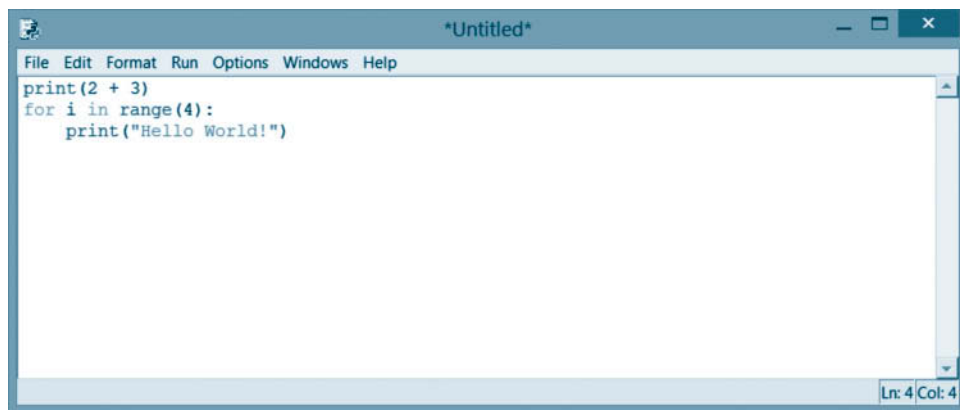 *Untitled*
File Edit Format Run Options Windows Help
print(2 + 3)
for i in range(4):
    print("Hello World!")
Ln: 4 Col: 4